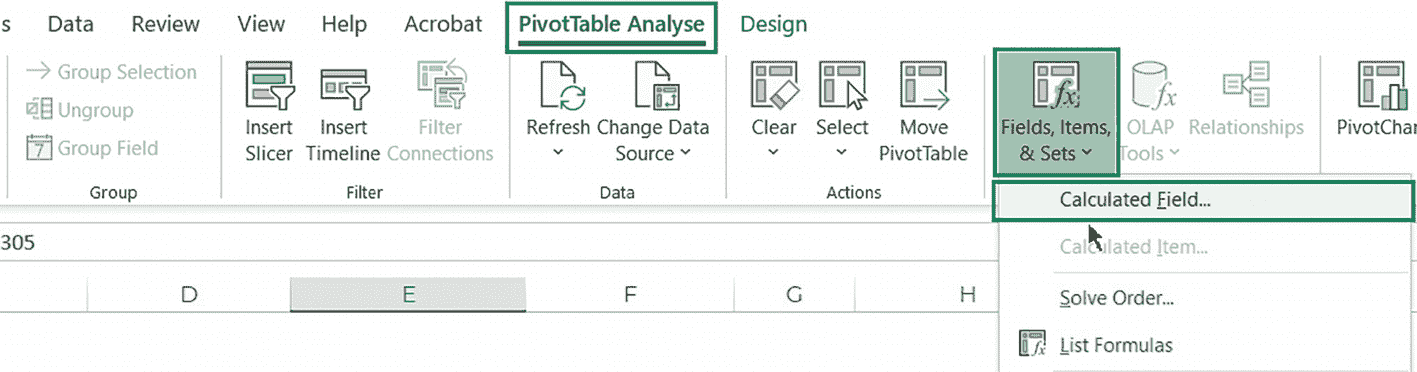 s Data Review View Help Acrobat PivotTable Analyse Design
Group Selection
Ungroup
7 Group Field
Group
Insert
Slicer
Insert
Timeline
Filter
Connections
Filter
Refresh
Change Data
Source
Data
Clear
Select
Move
PivotTable
Actions
Fields, Items,
& Sets
OLAP
Tools
Relationships
PivotChar
Calculated Field...
Calculated Item...
Solve Order...
List Formulas
305
D E F G H